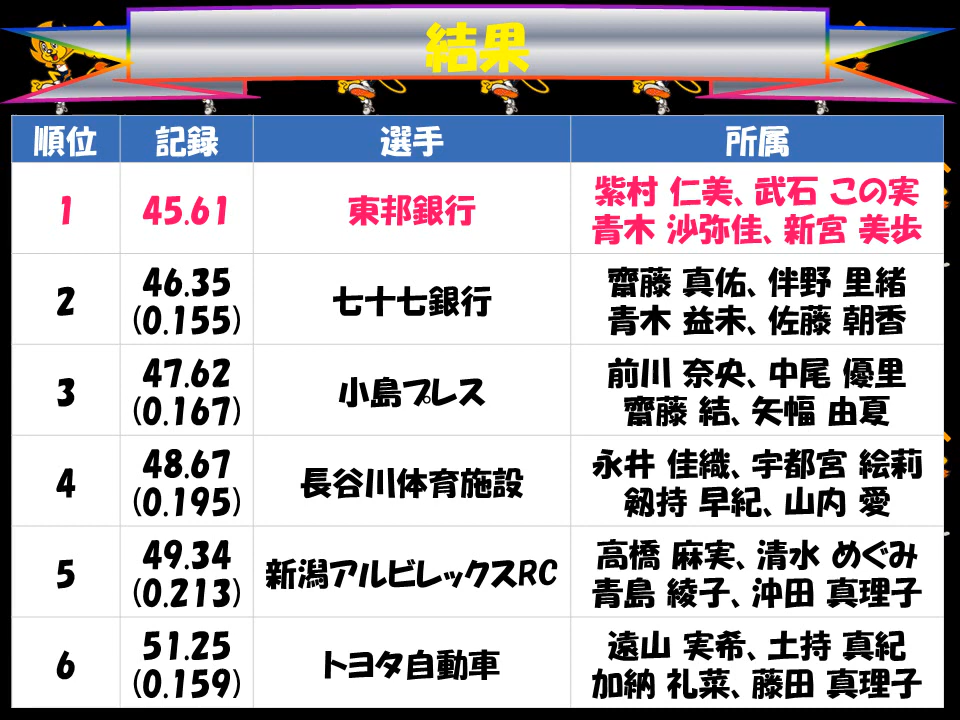 結果
順位 記録 選手 所属
1 45.61 東邦銀行 紫村 仁美、武石 この実
青木 沙弥佳、新宮 美歩
2 46.35 七十七銀行 齋藤 真佑、伴野 里緒
(0.155) 青木 益未、佐藤 朝香
3 47.62 小島プレス 前川 奈央、中尾 優里
(0.167) 齋藤 結、矢幅 由夏
4 48.67 長谷川体育施設 永井 佳織、宇都宮 絵莉
(0.195) 剱持 早紀、山内 愛
5 49.34 新潟アルビレックスRC 高橋 麻実、清水 めぐみ
(0.213) 青島 綾子、沖田 真理子
6 51.25 トヨタ自動車 遠山 実希、土持 真紀
(0.159) 加納 礼菜、藤田 真理子